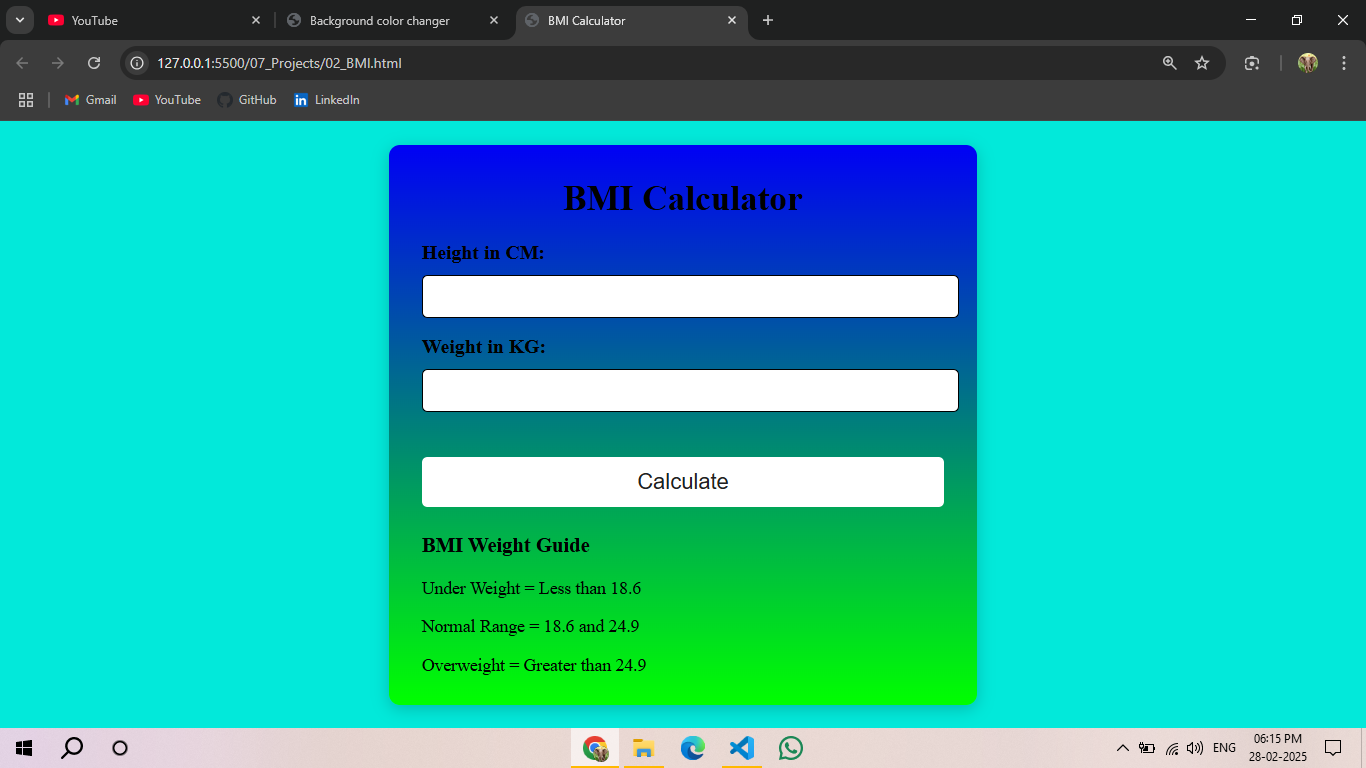 YouTube
Background color changer
BMI Calculator
127.0.0.1:5500/07_Projects/02_BMI.html
Gmail
YouTube
GitHub
LinkedIn
BMI Calculator
Height in CM:
Weight in KG:
Calculate
BMI Weight Guide
Under Weight = Less than 18.6
Normal Range = 18.6 and 24.9
Overweight = Greater than 24.9
ENG
06:15 PM
28-02-2025